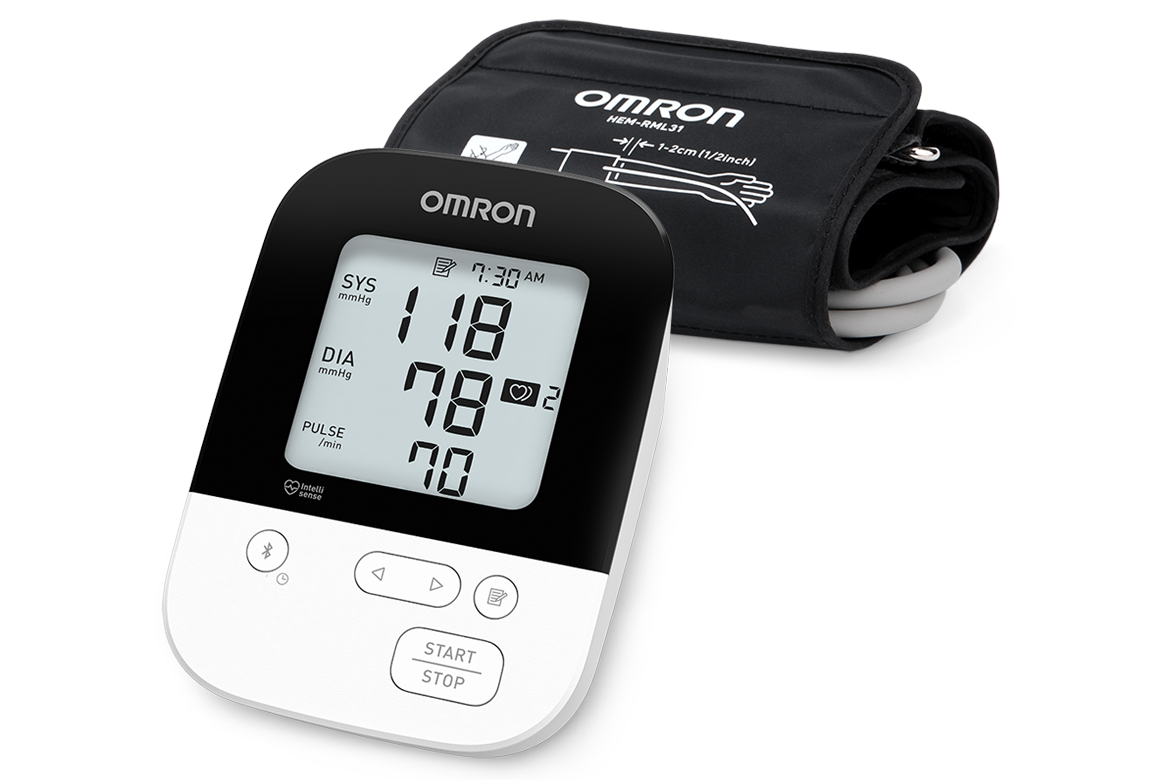 OMRON
HEM-RML31
1-2cm (1/2inch)
OMRON
7:30 AM
SYS
mmHg
118
DIA
mmHg
78
2
PULSE
/min
70
Intelli
sense
START
STOP